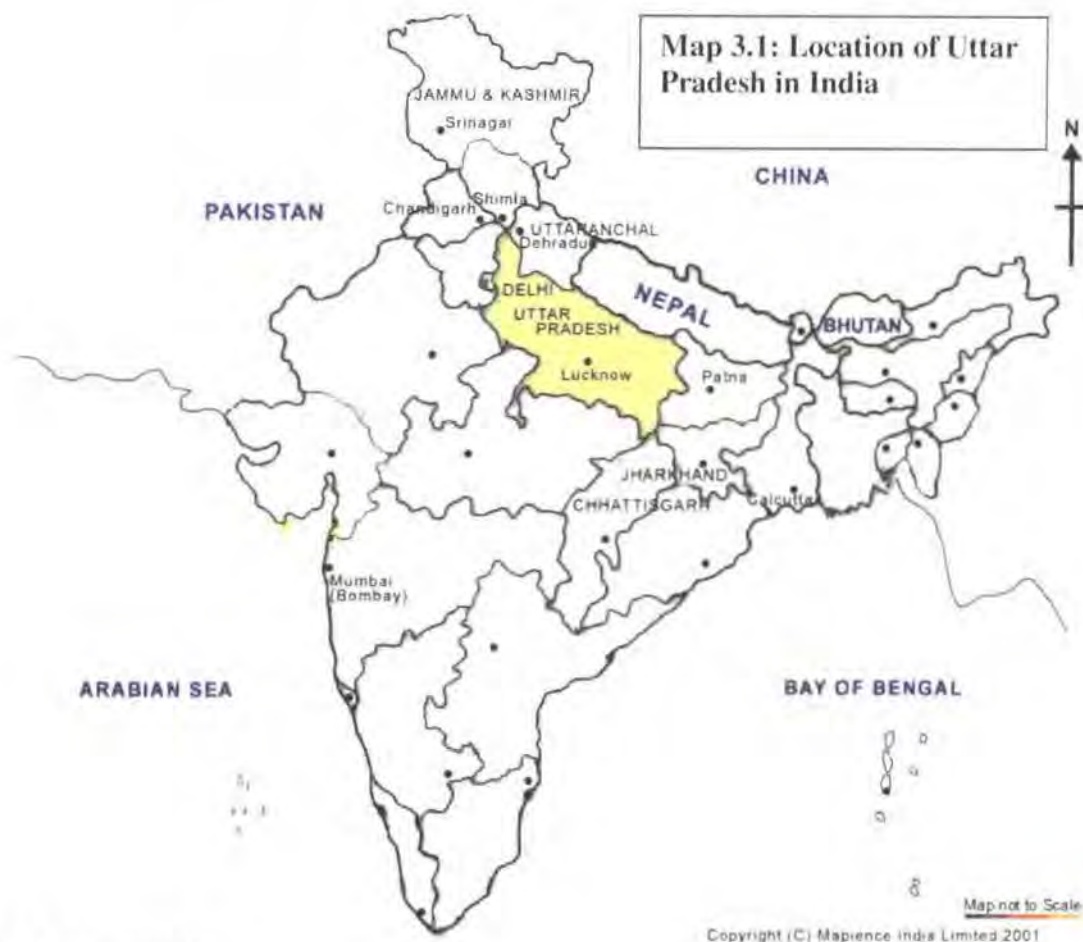 Map 3.1: Location of Uttar
Pradesh in India
N
JAMMU & KASHMIR
Srinagar
CHINA
PAKISTAN
Chandigarh
Shimla
UTTARANCHAL
Dehradun
DELHI
NEPAL
UTTAR
PRADESH
BHUTAN
Lucknow
Patna
JHARKHAND
CHHATTISGARH
Calcutta
Mumbai
(Bombay)
ARABIAN SEA
BAY OF BENGAL
Map not to Scale
Copyright (C) Mapience India Limited 2001